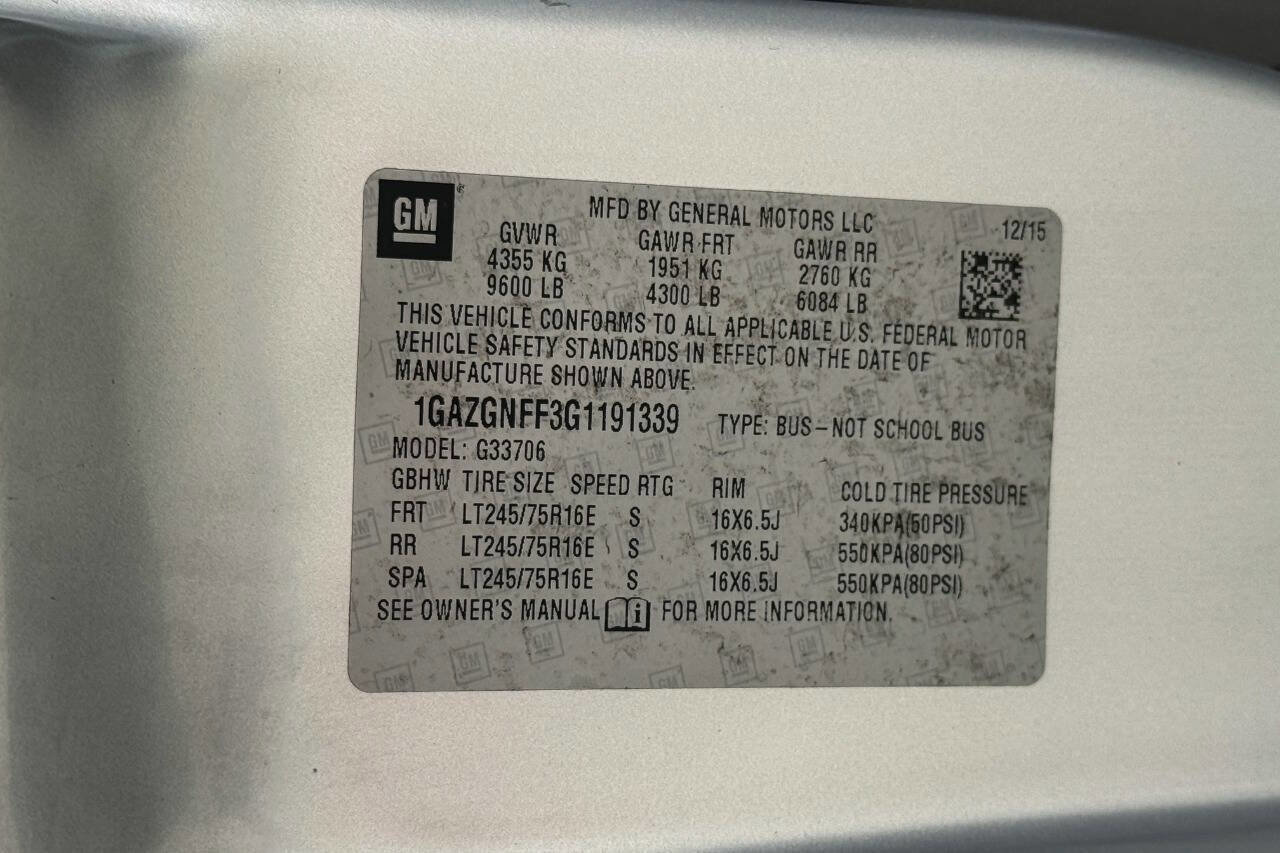 GM
MFD BY GENERAL MOTORS LLC 12/15
GVWR GAWR FRT GAWR RR
4355 KG 1951 KG 2760 KG
9600 LB 4300 LB 6084 LB
THIS VEHICLE CONFORMS TO ALL APPLICABLE U.S. FEDERAL MOTOR
VEHICLE SAFETY STANDARDS IN EFFECT ON THE DATE OF
MANUFACTURE SHOWN ABOVE.
1GAZGNFF3G1191339 TYPE: BUS-NOT SCHOOL BUS
MODEL: G33706
GBHW TIRE SIZE SPEED RTG RIM COLD TIRE PRESSURE
FRT LT245/75R16E S 16X6.5J 340KPA(50PSI)
RR LT245/75R16E S 16X6.5J 550KPA(80PSI)
SPA LT245/75R16E S 16X6.5J 550KPA(80PSI)
SEE OWNER'S MANUAL i FOR MORE INFORMATION.